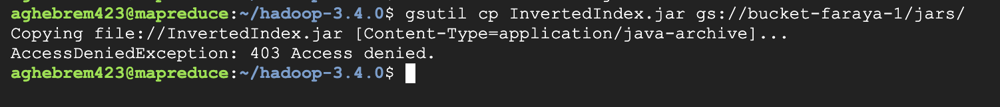 aghebrem423@mapreduce:~/hadoop-3.4.0$ gsutil cp InvertedIndex.jar gs://bucket-faraya-1/jars/
Copying file://InvertedIndex.jar [Content-Type=application/java-archive]...
AccessDeniedException: 403 Access denied.
aghebrem423@mapreduce:~/hadoop-3.4.0$